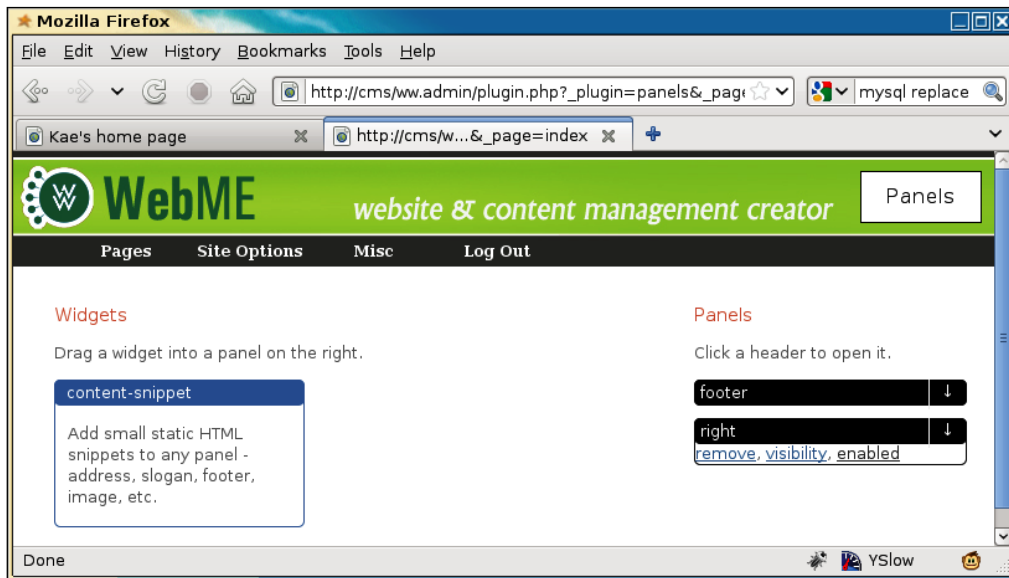 Mozilla Firefox
File Edit View History Bookmarks Tools Help
http://cms/ww.admin/plugin.php?_plugin=panels&_page
mysql replace
Kae's home page
http://cms/w...&_page=index
W W WebME
website & content management creator
Panels
Pages Site Options Misc Log Out
Widgets
Drag a widget into a panel on the right.
content-snippet
Add small static HTML
snippets to any panel -
address, slogan, footer,
image, etc.
Panels
Click a header to open it.
footer ↓
right ↓
remove, visibility, enabled
Done
YSlow